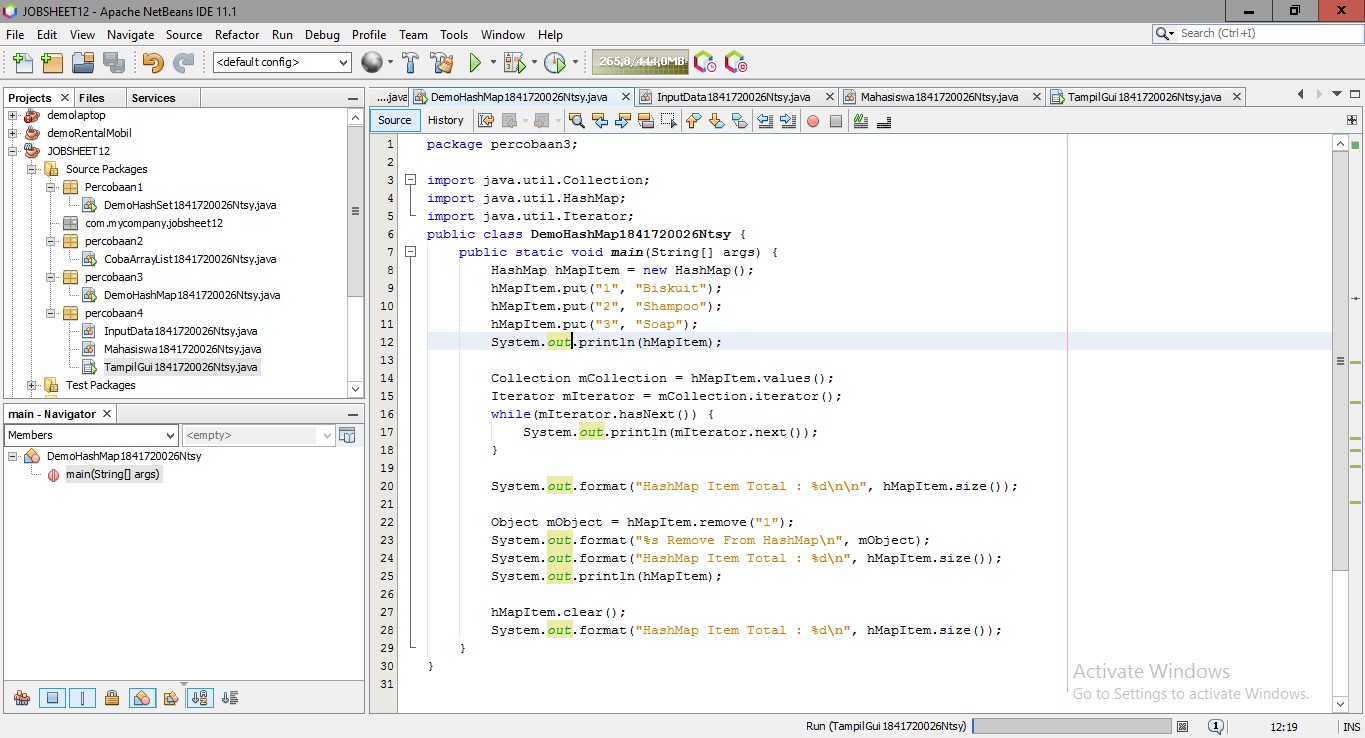 JOBSHEET12 - Apache NetBeans IDE 11.1
File Edit View Navigate Source Refactor Run Debug Profile Team Tools Window Help
Search (Ctrl+I)
<default config>
265,8/444,0MB
Projects Files Services
demolaptop
demoRentalMobil
JOBSHEET12
Source Packages
Percobaan1
DemoHashSet1841720026Ntsy.java
com.mycompany.jobsheet12
percobaan2
CobaArrayList1841720026Ntsy.java
percobaan3
DemoHashMap1841720026Ntsy.java
percobaan4
InputData1841720026Ntsy.java
Mahasiswa1841720026Ntsy.java
TampilGui1841720026Ntsy.java
Test Packages
main - Navigator
Members
<empty>
DemoHashMap1841720026Ntsy
main(String[] args)
....java DemoHashMap1841720026Ntsy.java InputData1841720026Ntsy.java Mahasiswa1841720026Ntsy.java TampilGui1841720026Ntsy.java
Source History
1 package percobaan3;
2
3 import java.util.Collection;
4 import java.util.HashMap;
5 import java.util.Iterator;
6 public class DemoHashMap1841720026Ntsy {
7 public static void main(String[] args) {
8 HashMap hMapItem = new HashMap();
9 hMapItem.put("1", "Biskuit");
10 hMapItem.put("2", "Shampoo");
11 hMapItem.put("3", "Soap");
12 System.out.println(hMapItem);
13
14 Collection mCollection = hMapItem.values();
15 Iterator mIterator = mCollection.iterator();
16 while(mIterator.hasNext()) {
17 System.out.println(mIterator.next());
18 }
19
20 System.out.format("HashMap Item Total : %d\n\n", hMapItem.size());
21
22 Object mObject = hMapItem.remove("1");
23 System.out.format("%s Remove From HashMap\n", mObject);
24 System.out.format("HashMap Item Total : %d\n", hMapItem.size());
25 System.out.println(hMapItem);
26
27 hMapItem.clear();
28 System.out.format("HashMap Item Total : %d\n", hMapItem.size());
29 }
30 }
31
Activate Windows
Go to Settings to activate Windows.
Run (TampilGui1841720026Ntsy) 1 12:19 INS